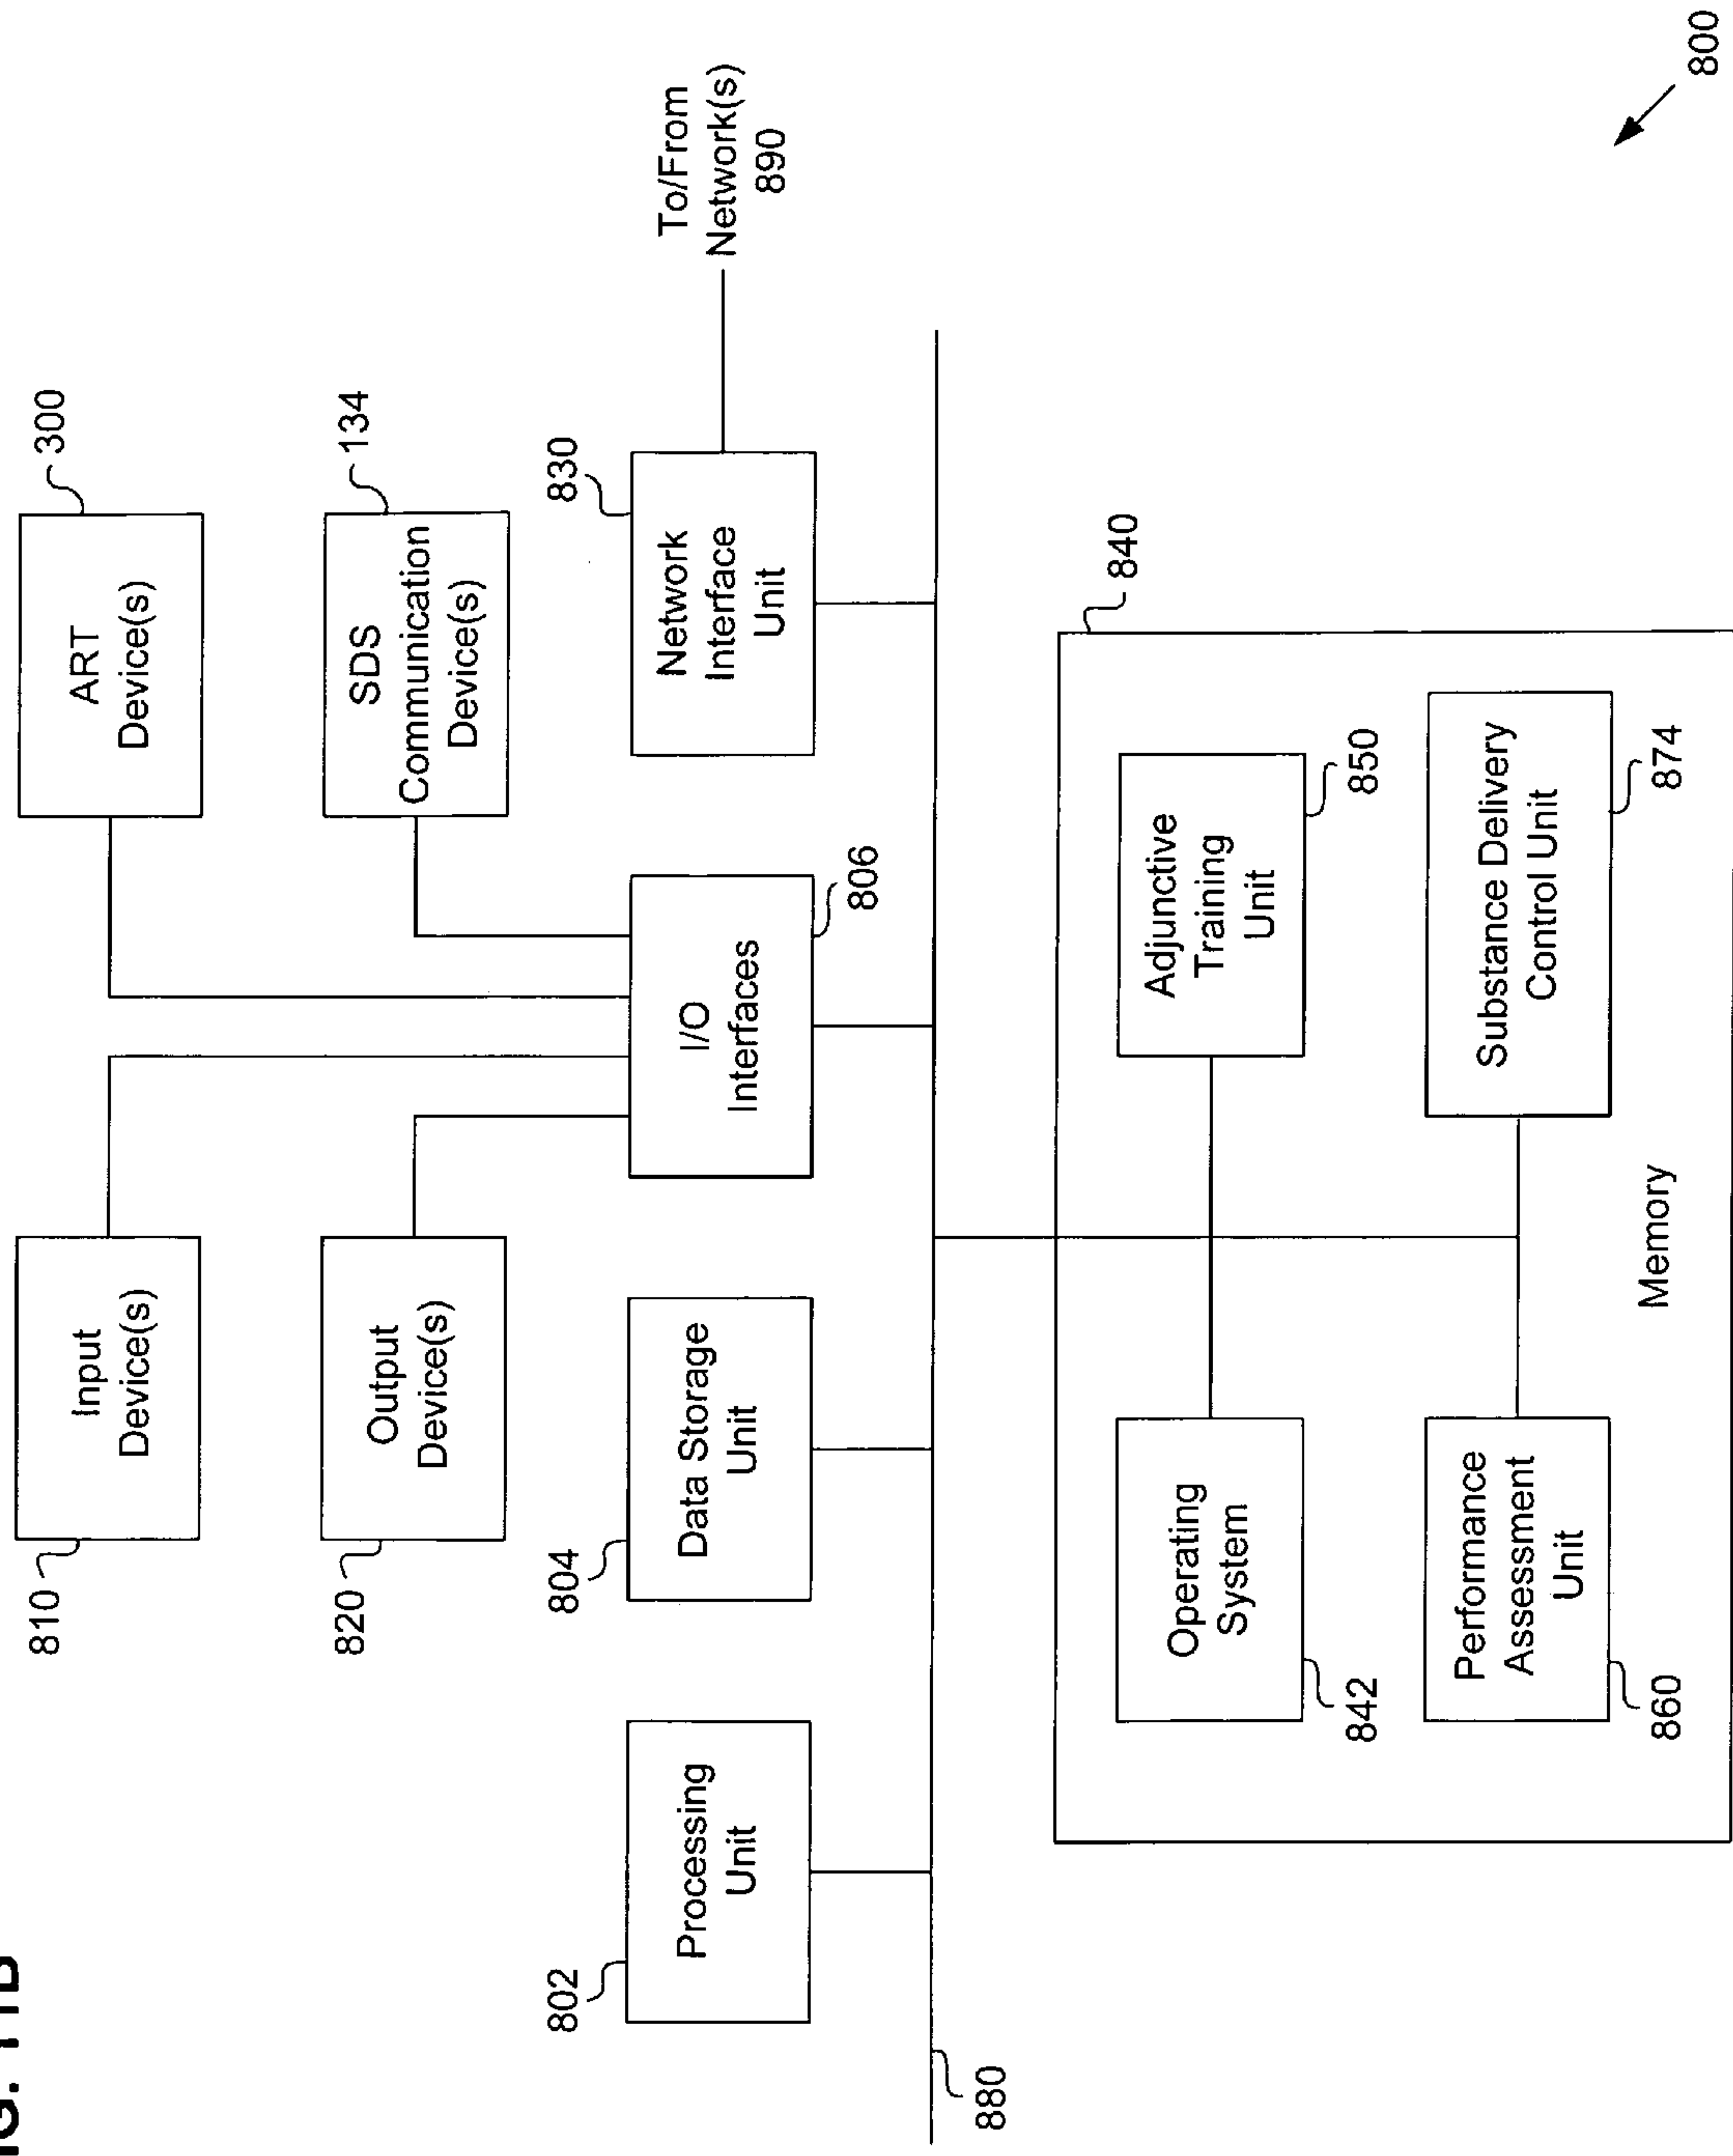 FIG. 11B
810
Input
Device(s)
ART
Device(s)
300
820
Output
Device(s)
SDS
Communication
Device(s)
134
802
Processing
Unit
804
Data Storage
Unit
I/O
Interfaces
806
830
Network
Interface
Unit
To/From
Network(s)
890
880
840
Operating
System
842
Adjunctive
Training
Unit
850
Performance
Assessment
Unit
860
Substance Delivery
Control Unit
874
Memory
800